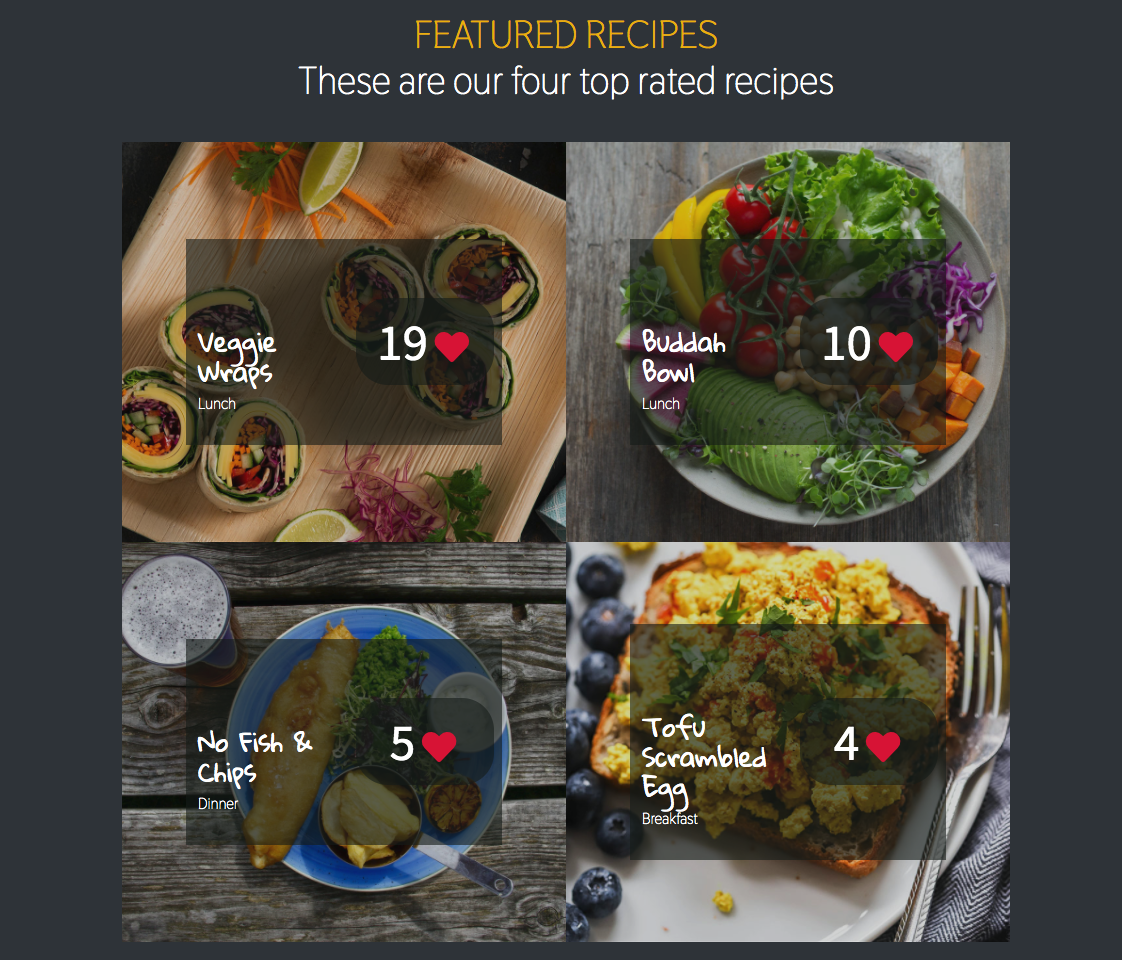 FEATURED RECIPES
These are our four top rated recipes
Veggie
Wraps
Lunch
19
Buddah
Bowl
Lunch
10
No Fish &
Chips
Dinner
5
Tofu
Scrambled
Egg
Breakfast
4